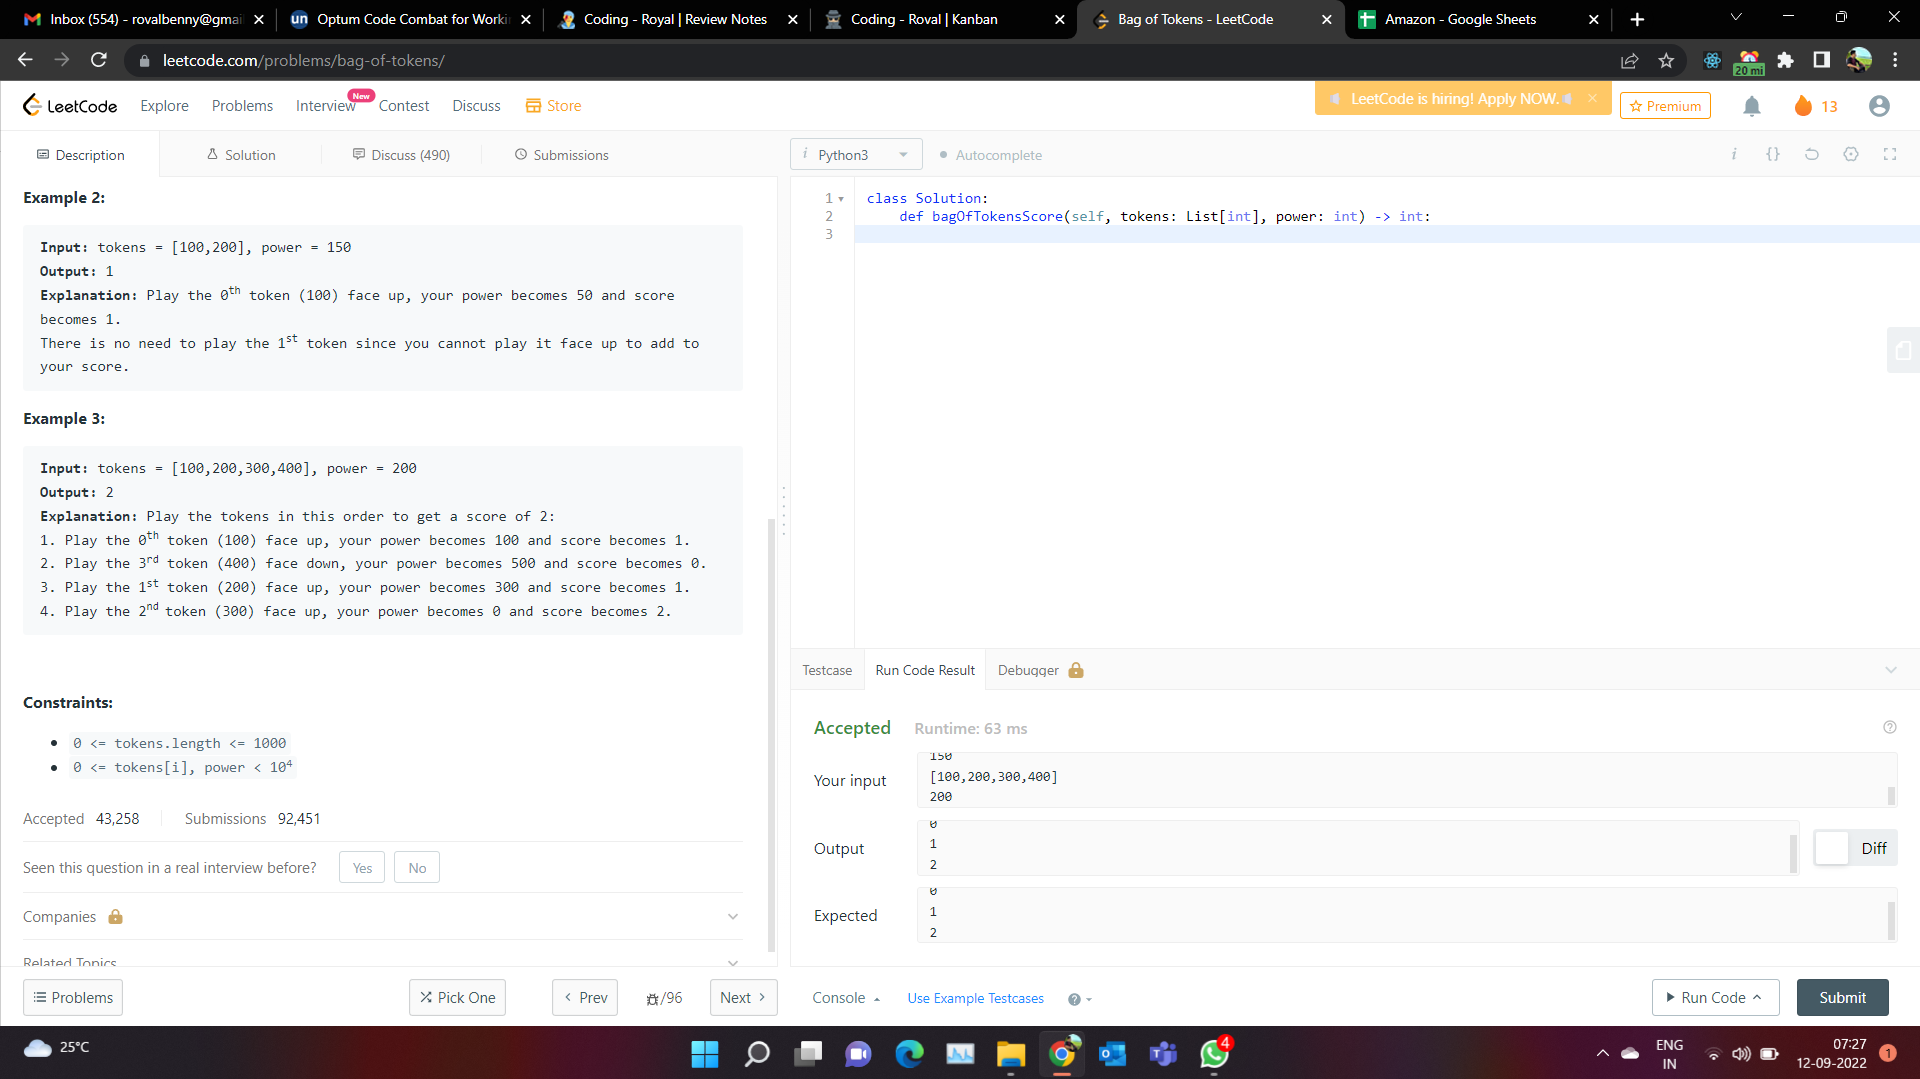 Inbox (554) - rovalbenny@gmai
Optum Code Combat for Workin
Coding - Royal | Review Notes
Coding - Roval | Kanban
Bag of Tokens - LeetCode
Amazon - Google Sheets
leetcode.com/problems/bag-of-tokens/
20 mi
LeetCode
Explore
Problems
Interview
New
Contest
Discuss
Store
LeetCode is hiring! Apply NOW.
Premium
13
Description
Solution
Discuss (490)
Submissions
i Python3
Autocomplete
Example 2:
Input: tokens = [100,200], power = 150
Output: 1
Explanation: Play the 0th token (100) face up, your power becomes 50 and score
becomes 1.
There is no need to play the 1st token since you cannot play it face up to add to
your score.
Example 3:
Input: tokens = [100,200,300,400], power = 200
Output: 2
Explanation: Play the tokens in this order to get a score of 2:
1. Play the 0th token (100) face up, your power becomes 100 and score becomes 1.
2. Play the 3rd token (400) face down, your power becomes 500 and score becomes 0.
3. Play the 1st token (200) face up, your power becomes 300 and score becomes 1.
4. Play the 2nd token (300) face up, your power becomes 0 and score becomes 2.
Constraints:
• 0 <= tokens.length <= 1000
• 0 <= tokens[i], power < 10⁴
Accepted 43,258 Submissions 92,451
Seen this question in a real interview before? Yes No
Companies
Related Topics
Problems
Pick One
Prev
/96
Next
1 class Solution:
2 def bagOfTokensScore(self, tokens: List[int], power: int) -> int:
3
Testcase
Run Code Result
Debugger
Accepted Runtime: 63 ms
Your input
150
[100,200,300,400]
200
Output
0
1
2
Diff
Expected
0
1
2
Console
Use Example Testcases
Run Code
Submit
25°C
4
ENG
IN
07:27
12-09-2022
1